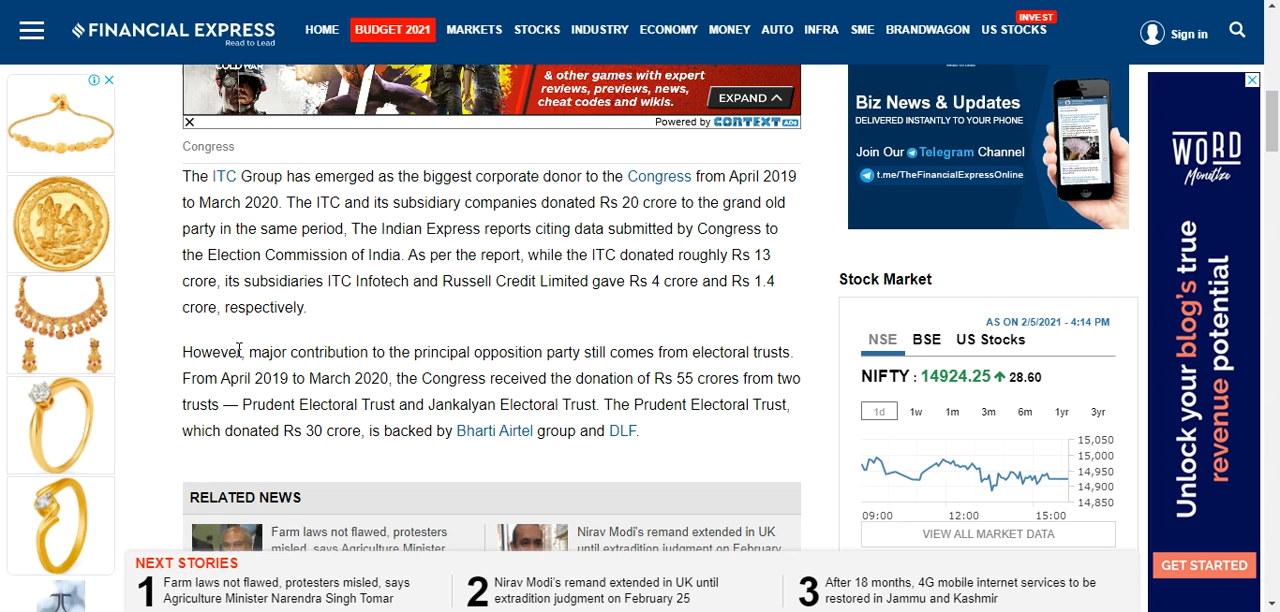 FINANCIAL EXPRESS
Read to Lead
HOME
BUDGET 2021
MARKETS
STOCKS
INDUSTRY
ECONOMY
MONEY
AUTO
INFRA
SME
BRANDWAGON
US STOCKS
INVEST
Sign in
& other games with expert
reviews, previews, news,
cheat codes and wikis.
EXPAND
Powered by CONTEXT ADs
Congress
The ITC Group has emerged as the biggest corporate donor to the Congress from April 2019
to March 2020. The ITC and its subsidiary companies donated Rs 20 crore to the grand old
party in the same period, The Indian Express reports citing data submitted by Congress to
the Election Commission of India. As per the report, while the ITC donated roughly Rs 13
crore, its subsidiaries ITC Infotech and Russell Credit Limited gave Rs 4 crore and Rs 1.4
crore, respectively.
However, major contribution to the principal opposition party still comes from electoral trusts.
From April 2019 to March 2020, the Congress received the donation of Rs 55 crores from two
trusts — Prudent Electoral Trust and Jankalyan Electoral Trust. The Prudent Electoral Trust,
which donated Rs 30 crore, is backed by Bharti Airtel group and DLF.
RELATED NEWS
Farm laws not flawed, protesters
misled, says Agriculture Minister
Nirav Modi's remand extended in UK
until extradition judgment on February
Biz News & Updates
DELIVERED INSTANTLY TO YOUR PHONE
Join Our Telegram Channel
t.me/TheFinancialExpressOnline
Stock Market
AS ON 2/5/2021 - 4:14 PM
NSE BSE US Stocks
NIFTY : 14924.25 28.60
1d 1w 1m 3m 6m 1yr 3yr
15,050
15,000
14,950
14,900
14,850
09:00 12:00 15:00
VIEW ALL MARKET DATA
WORD
Monetize
Unlock your blog's true
revenue potential
GET STARTED
NEXT STORIES
1 Farm laws not flawed, protesters misled, says
Agriculture Minister Narendra Singh Tomar
2 Nirav Modi's remand extended in UK until
extradition judgment on February 25
3 After 18 months, 4G mobile internet services to be
restored in Jammu and Kashmir